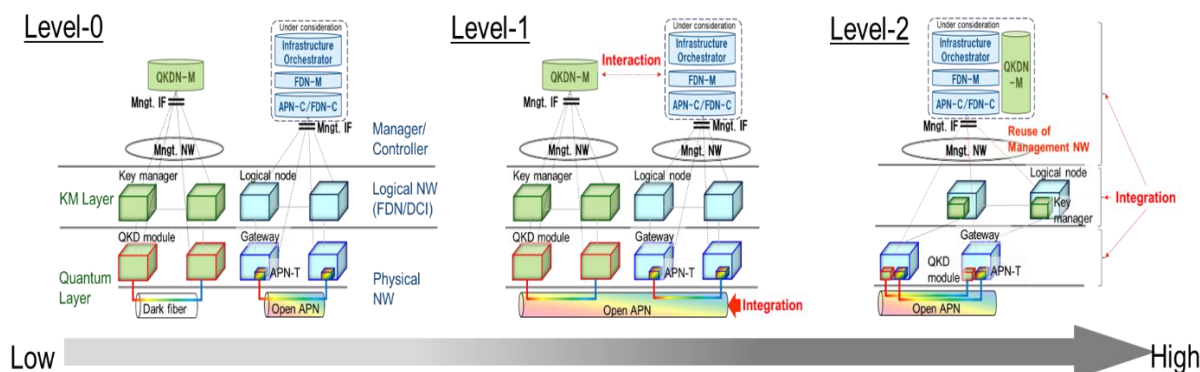 Level-0
Under consideration
Infrastructure
Orchestrator
FDN-M
APN-C/FDN-C
QKDN-M
Mngt. IF
Mngt. IF
Mngt. NW
Manager/
Controller
Key manager
Logical node
KM Layer
Logical NW
(FDN/DCI)
QKD module
Gateway
APN-T
Quantum
Layer
Physical
NW
Dark fiber
Open APN
Level-1
Under consideration
Infrastructure
Orchestrator
FDN-M
APN-C/FDN-C
Interaction
QKDN-M
Mngt. IF
Mngt. IF
Mngt. NW
Mngt. NW
Key manager
Logical node
QKD module
Gateway
APN-T
Open APN
Integration
Level-2
Under consideration
Infrastructure
Orchestrator
FDN-M
APN-C/FDN-C
QKDN
-M
Mngt. IF
Reuse of
Management NW
Mngt. NW
Logical node
Key
manager
Integration
Gateway
QKD
module
APN-T
Open APN
Low
High